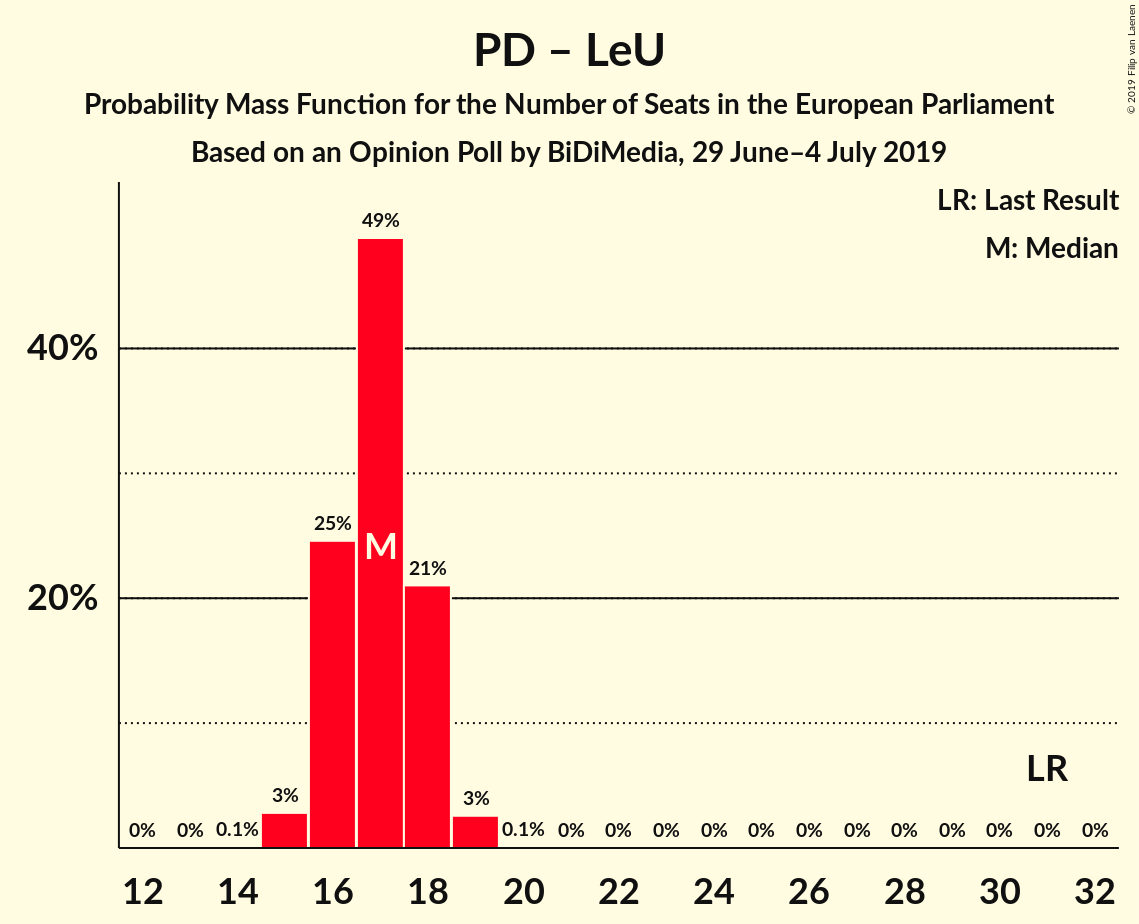 PD – LeU
Probability Mass Function for the Number of Seats in the European Parliament
Based on an Opinion Poll by BiDiMedia, 29 June–4 July 2019
© 2019 Filip van Laenen
LR: Last Result
M: Median
49%
40%
25%
M
21%
20%
LR
3%
3%
0% 0% 0.1% 0.1% 0% 0% 0% 0% 0% 0% 0% 0% 0% 0% 0% 0%
12 14 16 18 20 22 24 26 28 30 32